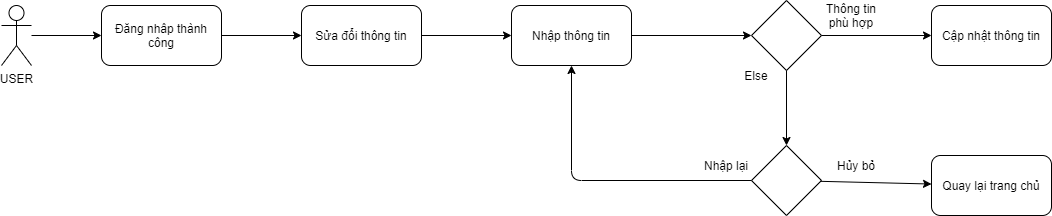 USER
Đăng nhâp thành
công
Sửa đổi thông tin
Nhập thông tin
Thông tin
phù hợp
Cập nhật thông tin
Else
Nhập lại
Hủy bỏ
Quay lại trang chủ